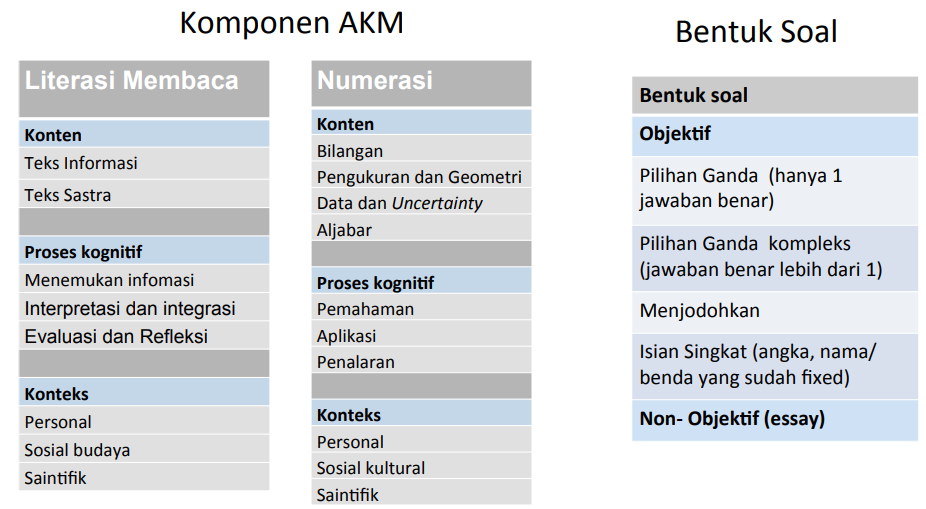 Komponen AKM
Literasi Membaca
Konten
Teks Informasi
Teks Sastra
Proses kognitif
Menemukan infomasi
Interpretasi dan integrasi
Evaluasi dan Refleksi
Konteks
Personal
Sosial budaya
Saintifik
Numerasi
Konten
Bilangan
Pengukuran dan Geometri
Data dan Uncertainty
Aljabar
Proses kognitif
Pemahaman
Aplikasi
Penalaran
Konteks
Personal
Sosial kultural
Saintifik
Bentuk Soal
Bentuk soal
Objektif
Pilihan Ganda (hanya 1
jawaban benar)
Pilihan Ganda kompleks
(jawaban benar lebih dari 1)
Menjodohkan
Isian Singkat (angka, nama/
benda yang sudah fixed)
Non- Objektif (essay)